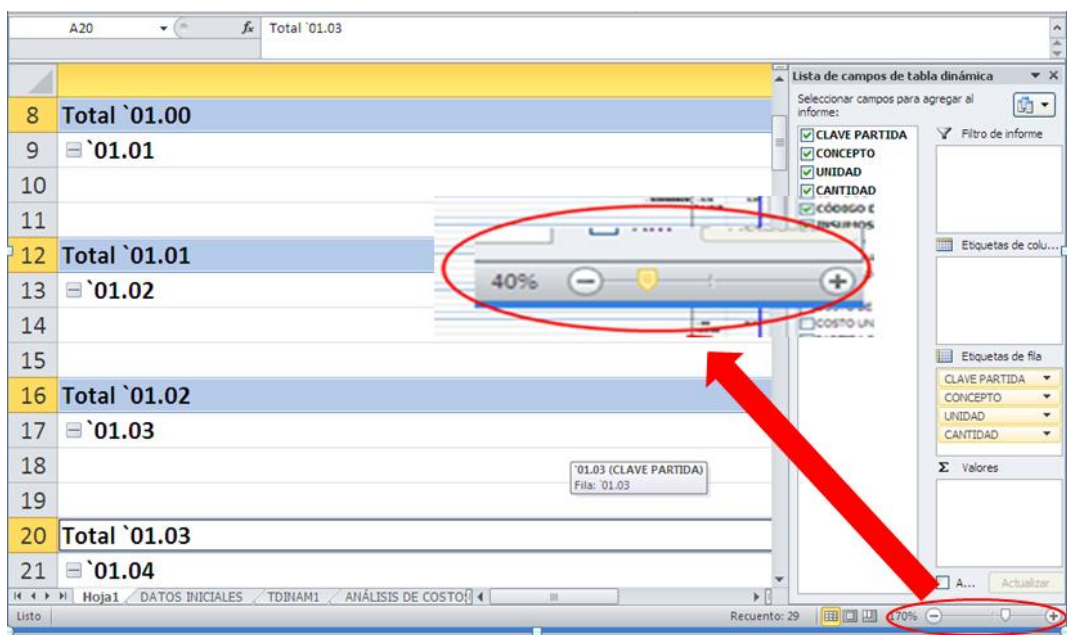 A20 fx Total `01.03
Lista de campos de tabla dinámica
Seleccionar campos para agregar al
informe:
CLAVE PARTIDA
CONCEPTO
UNIDAD
CANTIDAD
Filtro de informe
Etiquetas de colu...
COSTO UN
Etiquetas de fila
CLAVE PARTIDA
CONCEPTO
UNIDAD
CANTIDAD
Σ Valores
A... Actualizar
8 Total `01.00
9 `01.01
10
11
12 Total `01.01
13 `01.02
14
15
16 Total `01.02
17 `01.03
18
19
20 Total `01.03
21 `01.04
40%
`01.03 (CLAVE PARTIDA)
Fila: `01.03
Hoja1 DATOS INICIALES TDINAM1 ANÁLISIS DE COSTO
Listo Recuento: 29 170%